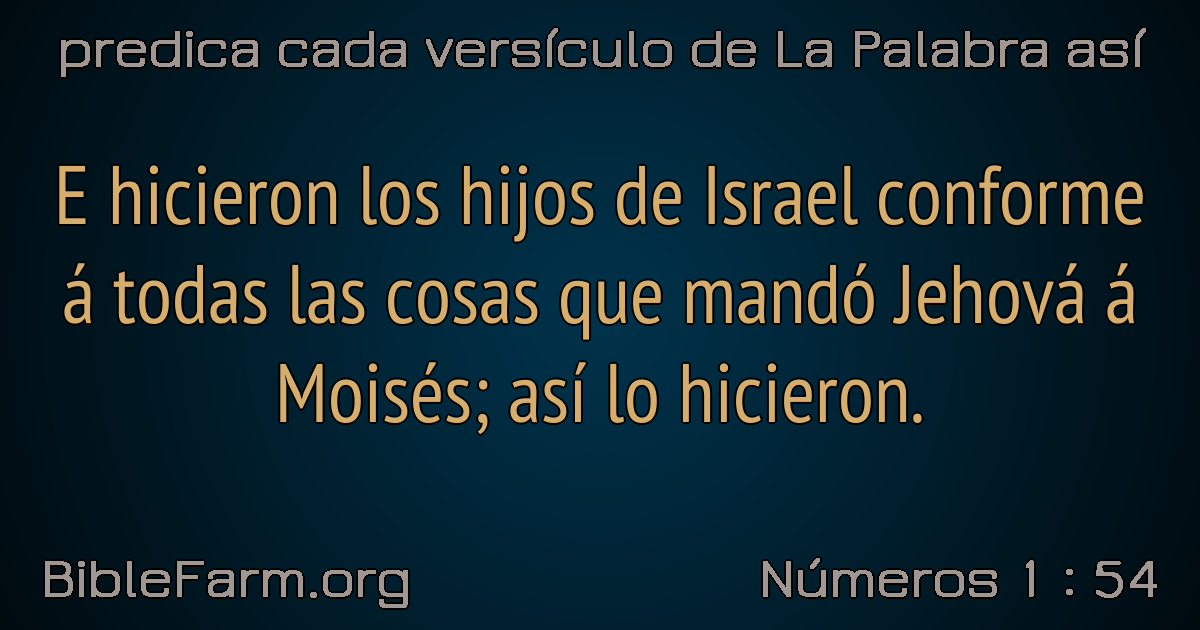 predica cada versículo de La Palabra así
E hicieron los hijos de Israel conforme
á todas las cosas que mandó Jehová á
Moisés; así lo hicieron.
BibleFarm.org
Números 1 : 54